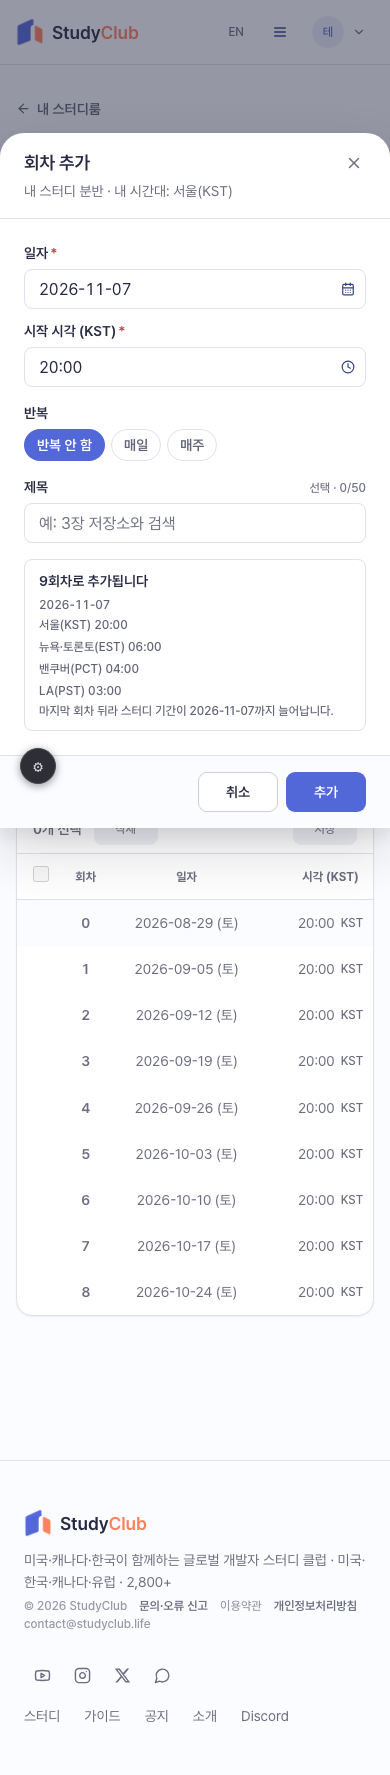 StudyClub EN 테
← 내 스터디룸
회차 추가
내 스터디 분반 · 내 시간대: 서울(KST)
일자 *
2026-11-07
시작 시각 (KST) *
20:00
반복
반복 안 함 매일 매주
제목 선택 · 0/50
예: 3장 저장소와 검색
9회차로 추가됩니다
2026-11-07
서울(KST) 20:00
뉴욕·토론토(EST) 06:00
밴쿠버(PCT) 04:00
LA(PST) 03:00
마지막 회차 뒤라 스터디 기간이 2026-11-07까지 늘어납니다.
취소 추가
0개 선택 삭제 저장
회차 일자 시각 (KST)
0 2026-08-29 (토) 20:00 KST
1 2026-09-05 (토) 20:00 KST
2 2026-09-12 (토) 20:00 KST
3 2026-09-19 (토) 20:00 KST
4 2026-09-26 (토) 20:00 KST
5 2026-10-03 (토) 20:00 KST
6 2026-10-10 (토) 20:00 KST
7 2026-10-17 (토) 20:00 KST
8 2026-10-24 (토) 20:00 KST
StudyClub
미국·캐나다·한국이 함께하는 글로벌 개발자 스터디 클럽 · 미국·
한국·캐나다·유럽 · 2,800+
© 2026 StudyClub 문의·오류 신고 이용약관 개인정보처리방침
contact@studyclub.life
스터디 가이드 공지 소개 Discord